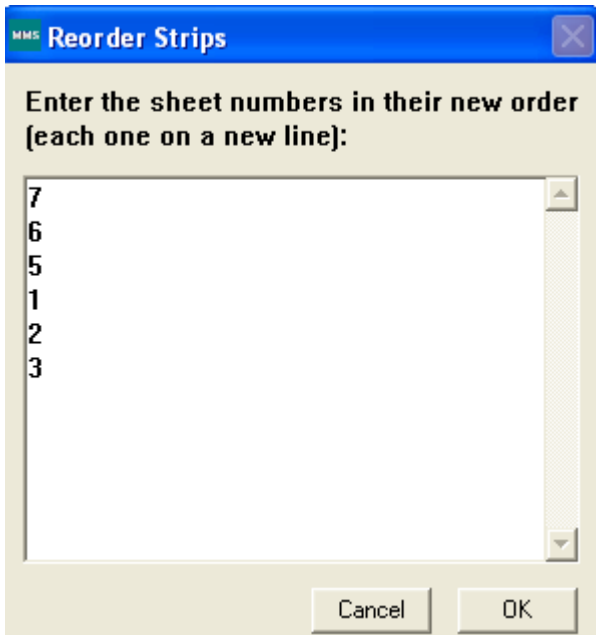 MMS Reorder Strips
Enter the sheet numbers in their new order
(each one on a new line):
7
6
5
1
2
3
Cancel OK